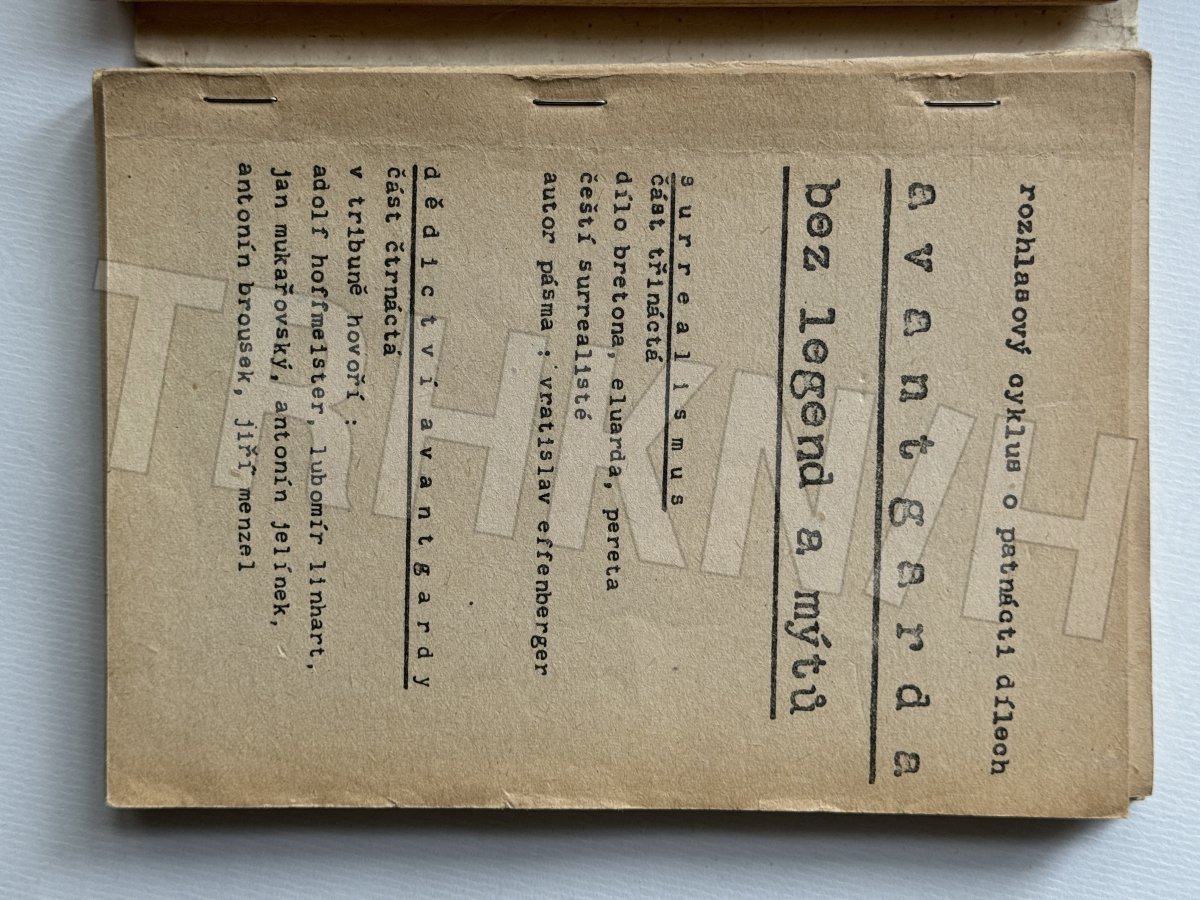 rozhlasový cyklus o patnácti dílech
avantgarda
bez legend a mýtů
surrealismus
část třináctá
dílo bretona, eluarda, pereta
čeští surrealisté
autor pásma : vratislav effenberger
dědictví avantgardy
část čtrnáctá
v tribuně hovoří :
adolf hoffmeister, lubomír linhart,
jan mukařovský, antonín jelínek,
antonín brousek, jiří menzel
TRHKNIH